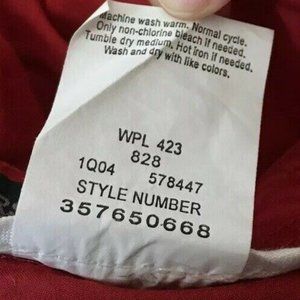 Machine wash warm. Normal cycle.
Only non-chlorine bleach if needed.
Tumble dry medium. Hot iron if needed.
Wash and dry with like colors.
WPL 423
828
1Q04 578447
STYLE NUMBER
357650668